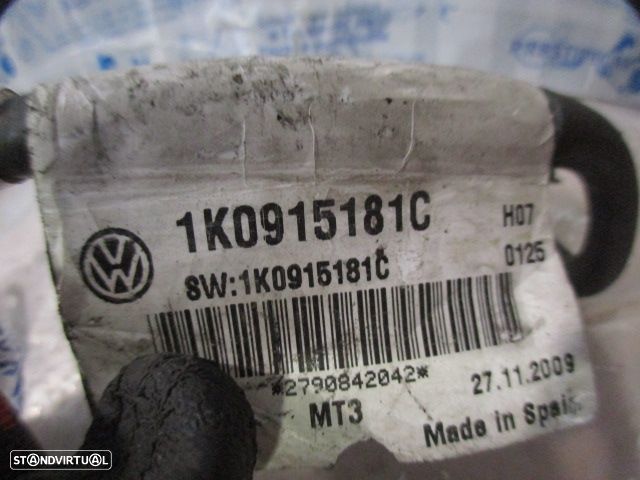 1K0915181C
H07
SW:1K0915181C
0125
*2790842042*
27.11.2009
MT3
Made in Spain
STANDVIRTUAL